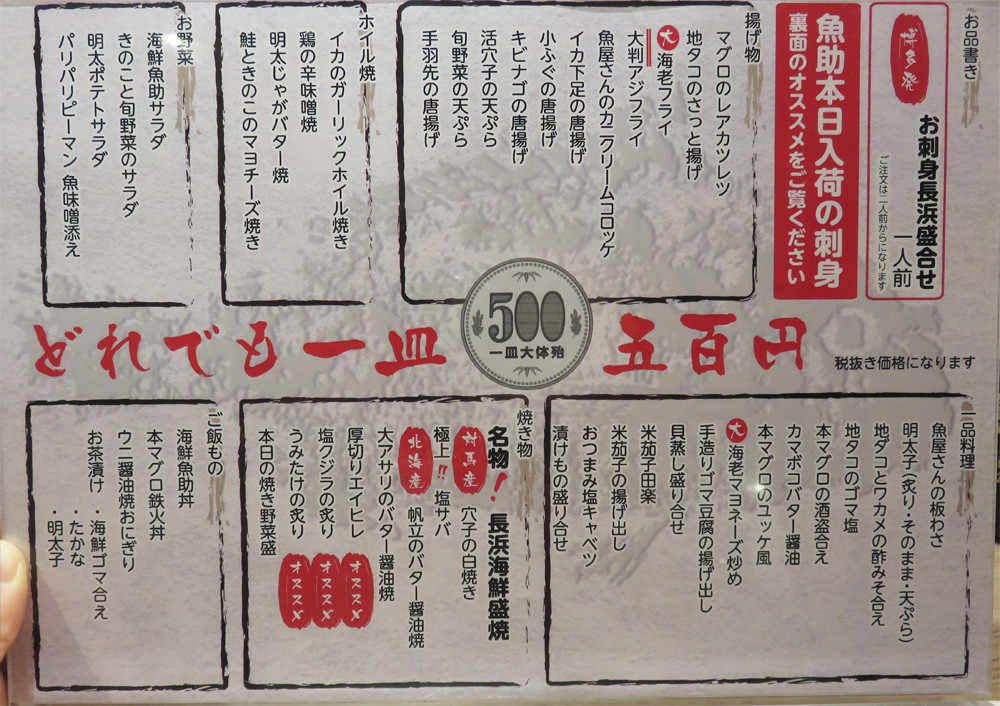 お品書き
博多発
お刺身長浜盛合せ
一人前
ご注文は二人前からになります
魚助本日入荷の刺身
裏面のオススメをご覧ください
揚げ物
マグロのレアカツレツ
地タコのさっと揚げ
大 海老フライ
大判アジフライ
魚屋さんのカニクリームコロッケ
イカ下足の唐揚げ
小ふぐの唐揚げ
キビナゴの唐揚げ
活穴子の天ぷら
旬野菜の天ぷら
手羽先の唐揚げ
ホイル焼
イカのガーリックホイル焼き
鶏の辛味噌焼
明太じゃがバター焼
鮭ときのこのマヨチーズ焼き
お野菜
海鮮魚助サラダ
きのこと旬野菜のサラダ
明太ポテトサラダ
パリパリピーマン 魚味噌添え
どれでも一皿
500
一皿大体殆
五百円
税抜き価格になります
一品料理
魚屋さんの板わさ
明太子(炙り・そのまま・天ぷら)
地ダコとワカメの酢みそ合え
地タコのゴマ塩
本マグロの酒盗合え
カマボコバター醤油
本マグロのユッケ風
大 海老マヨネーズ炒め
手造りゴマ豆腐の揚げ出し
貝蒸し盛り合せ
米茄子田楽
米茄子の揚げ出し
おつまみ塩キャベツ
漬けもの盛り合せ
焼き物
名物! 長浜海鮮盛焼
対馬産 穴子の白焼き
極上!! 塩サバ
北海産 帆立のバター醤油焼
大アサリのバター醤油焼
厚切りエイヒレ オススメ
塩クジラの炙り オススメ
うみたけの炙り オススメ
本日の焼き野菜盛
ご飯もの
海鮮魚助丼
本マグロ鉄火丼
ウニ醤油焼おにぎり
お茶漬け ・海鮮ゴマ合え
・たかな
・明太子